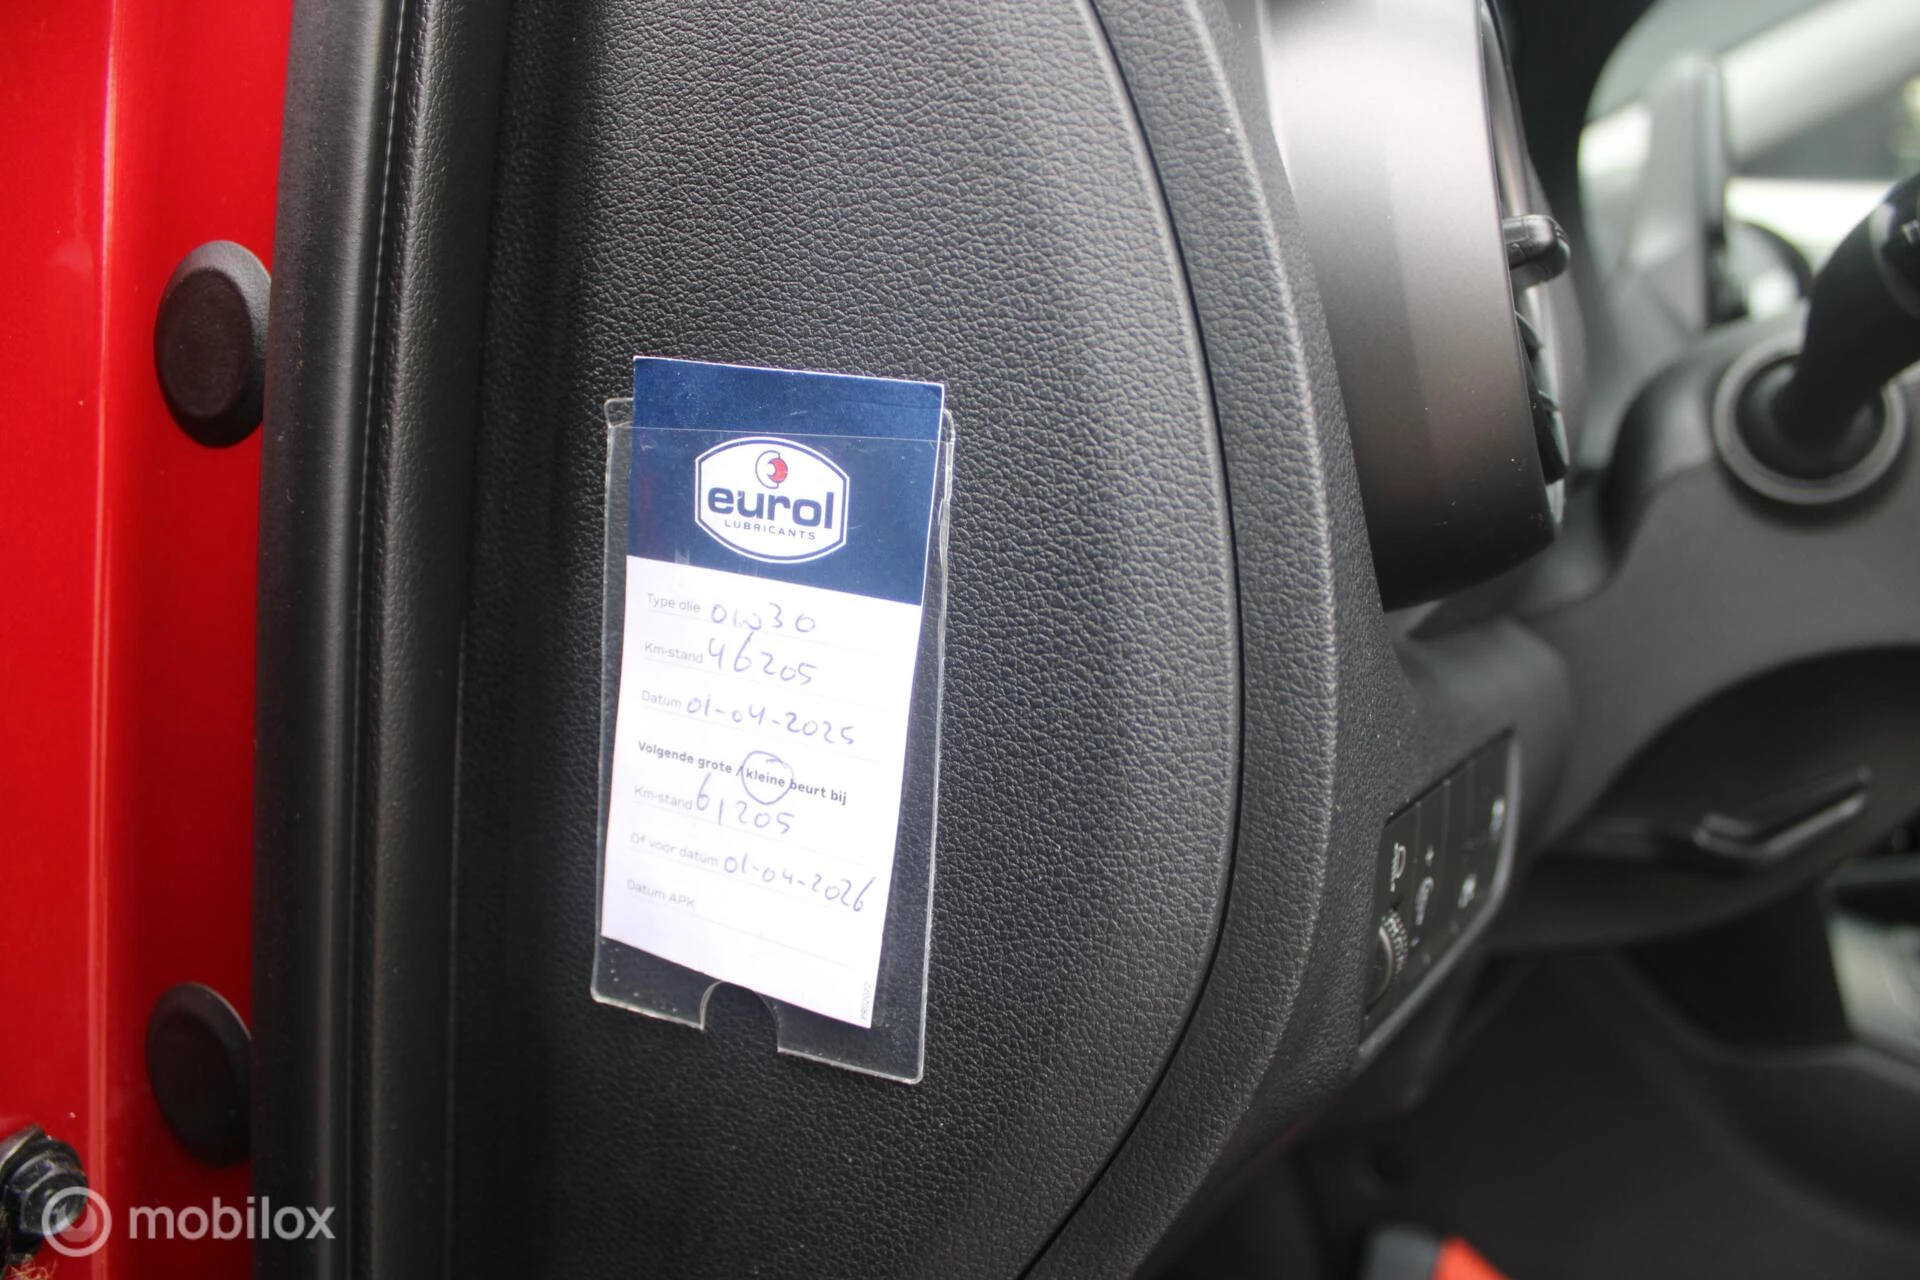 eurol
LUBRICANTS
Type olie 0W30
Km-stand 46205
Datum 01-04-2025
Volgende grote / kleine beurt bij
Km-stand 61205
Of voor datum 01-04-2026
Datum APK
PR02072
mobilox